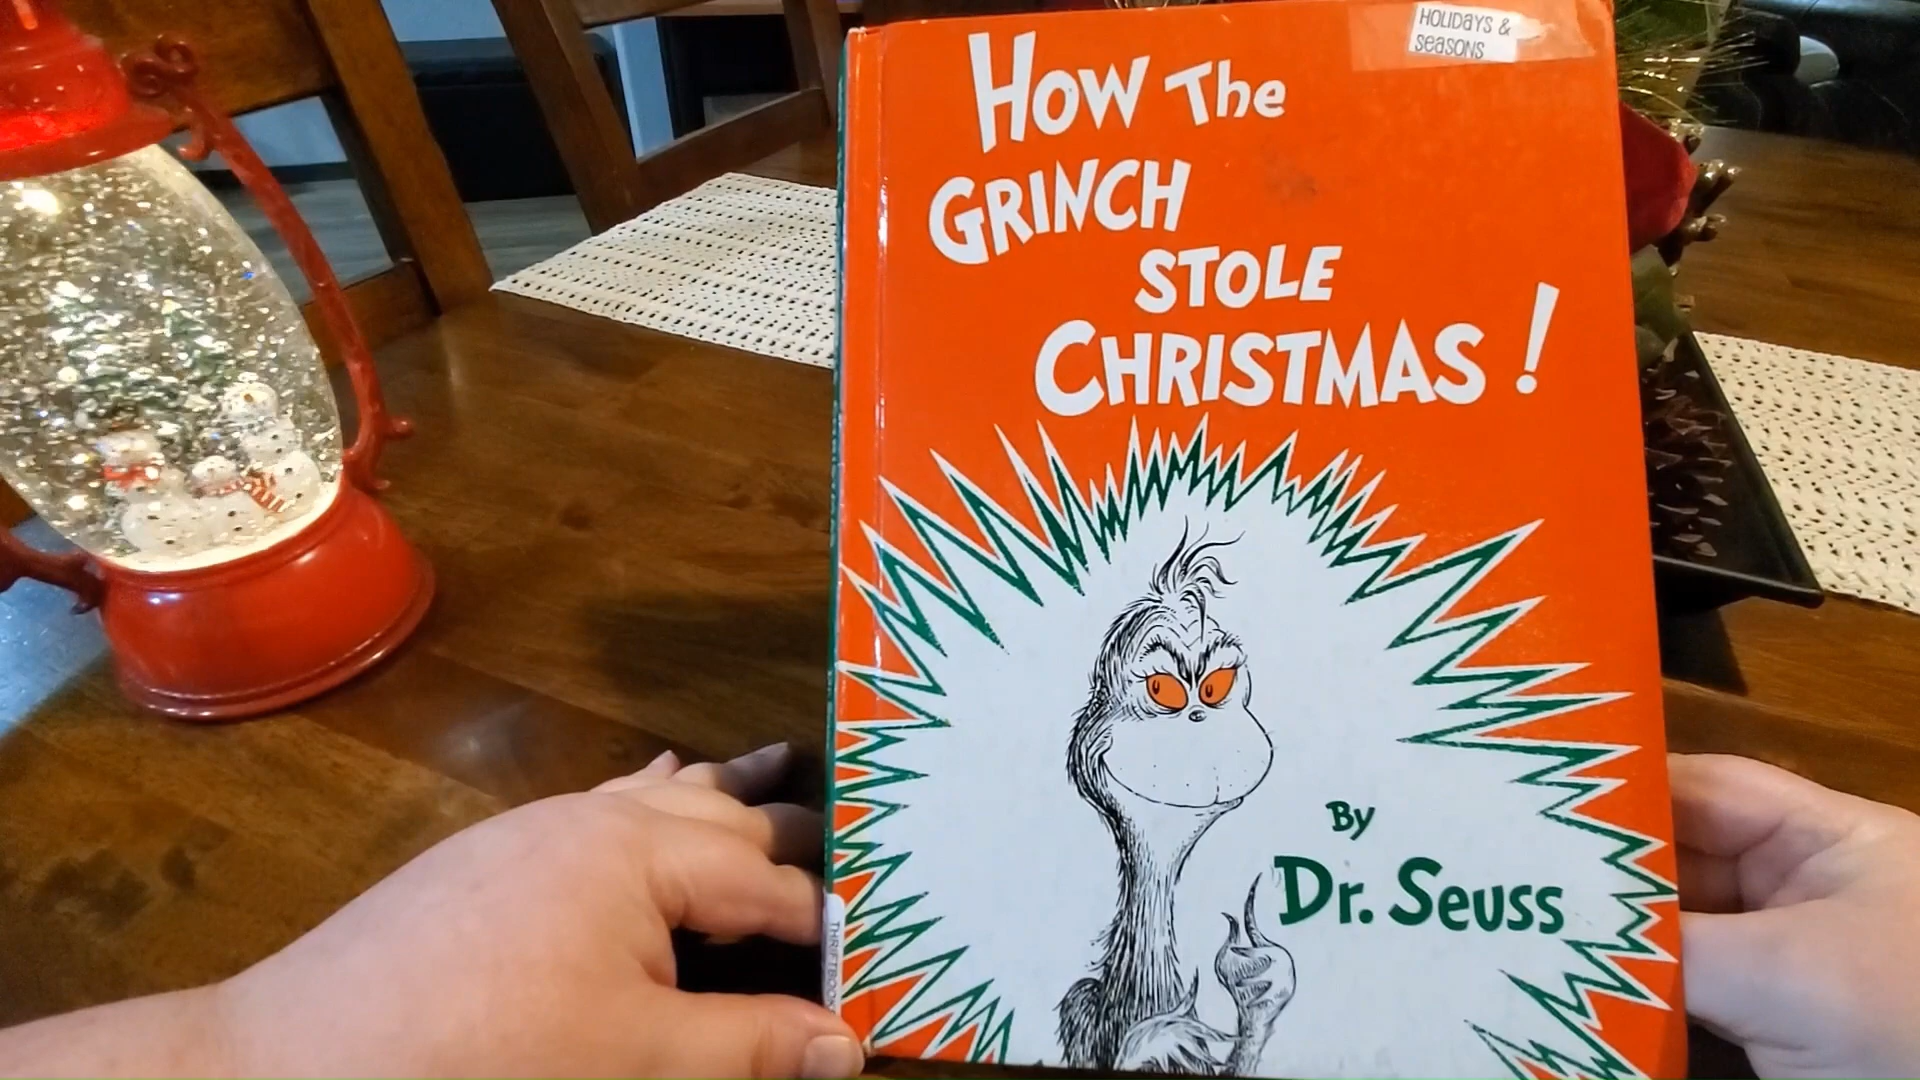 HOLIDAYS &
SEASONS
HOW THE
GRINCH
STOLE
CHRISTMAS!
By
Dr. Seuss